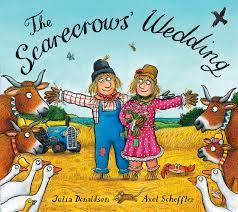 The Scarecrows' Wedding
Julia Donaldson Axel Scheffler